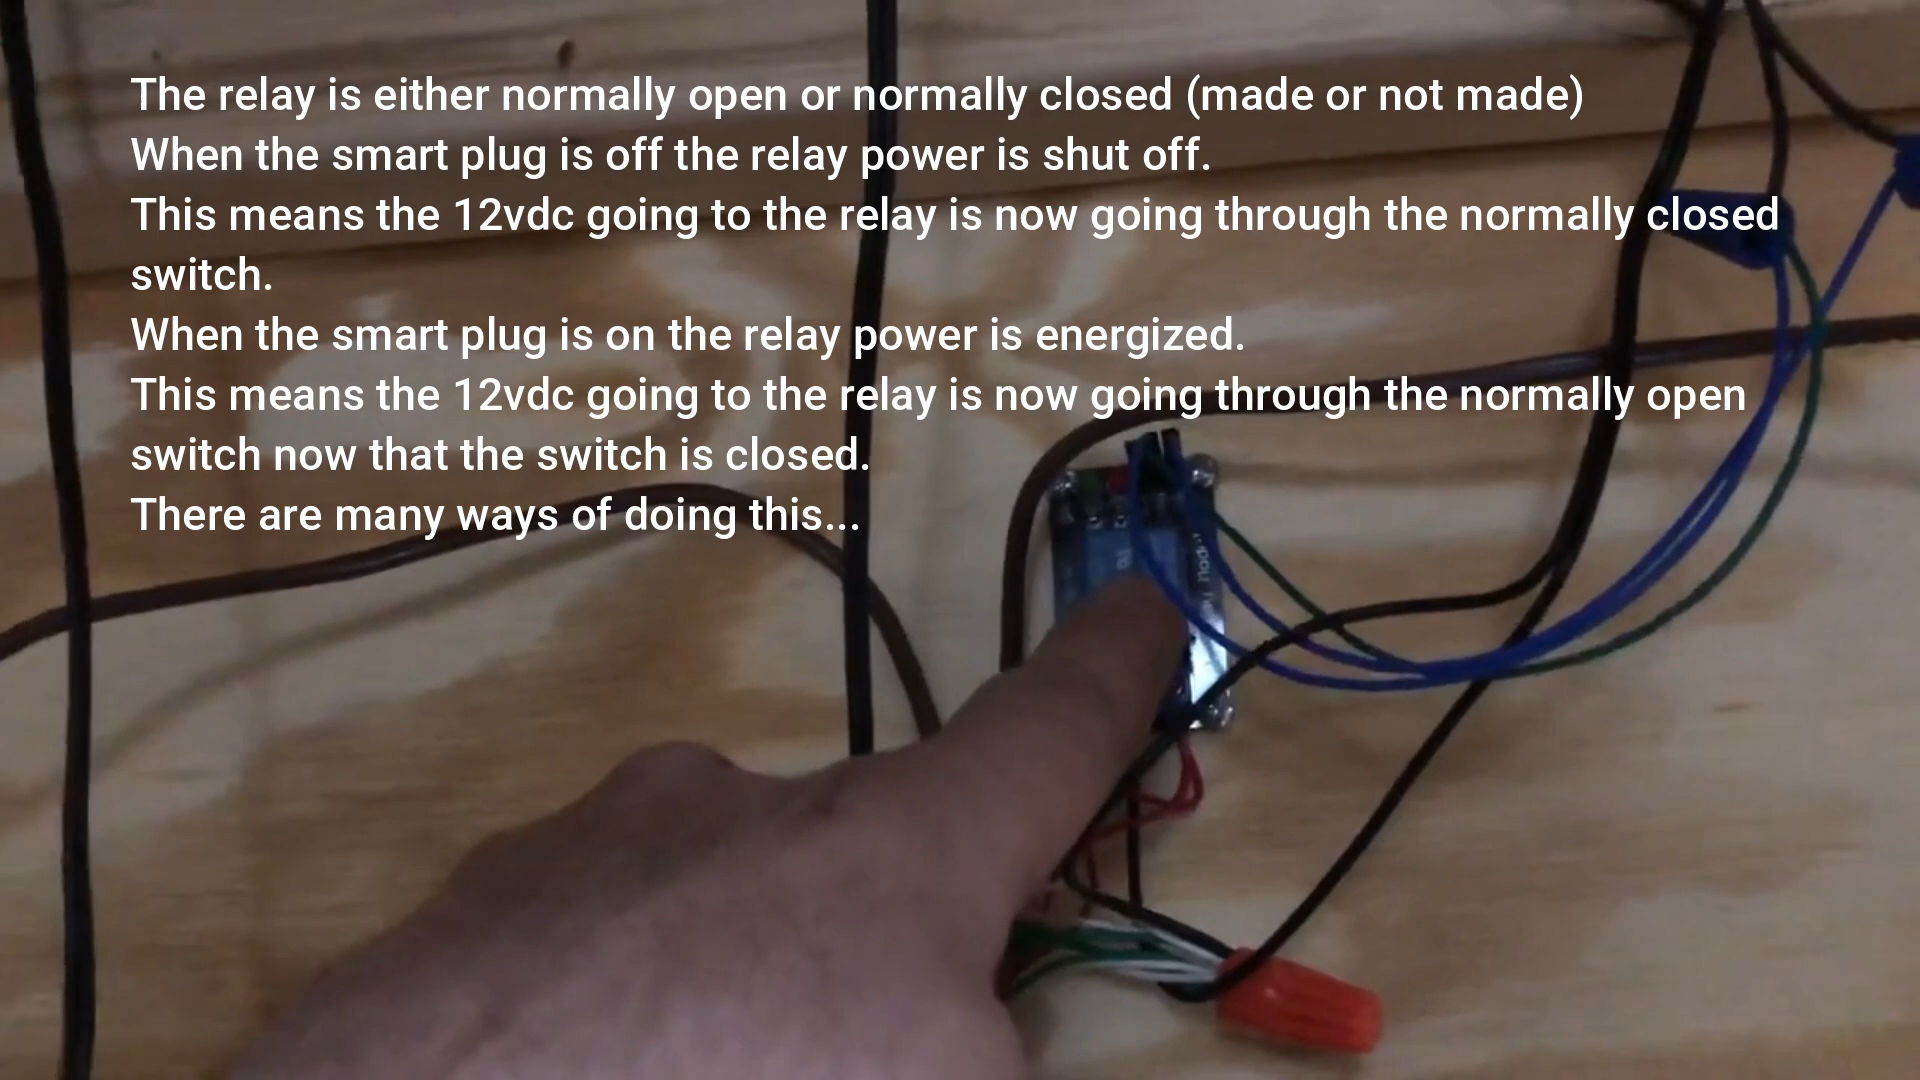 The relay is either normally open or normally closed (made or not made)
When the smart plug is off the relay power is shut off.
This means the 12vdc going to the relay is now going through the normally closed
switch.
When the smart plug is on the relay power is energized.
This means the 12vdc going to the relay is now going through the normally open
switch now that the switch is closed.
There are many ways of doing this...